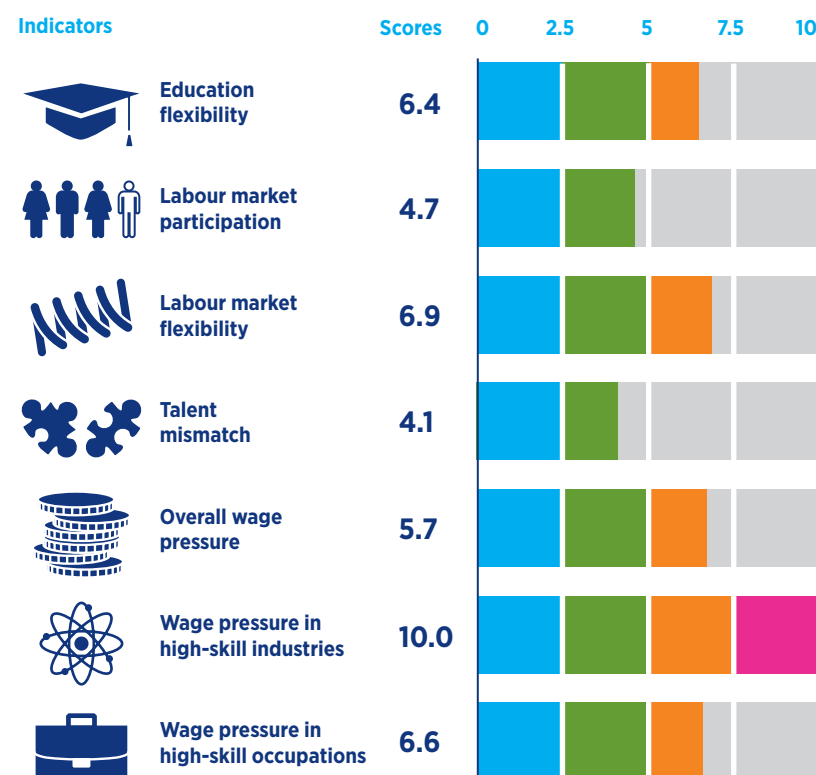 Indicators Scores 0 2.5 5 7.5 10
Education
flexibility
6.4
Labour market
participation
4.7
Labour market
flexibility
6.9
Talent
mismatch
4.1
Overall wage
pressure
5.7
Wage pressure in
high-skill industries
10.0
Wage pressure in
high-skill occupations
6.6